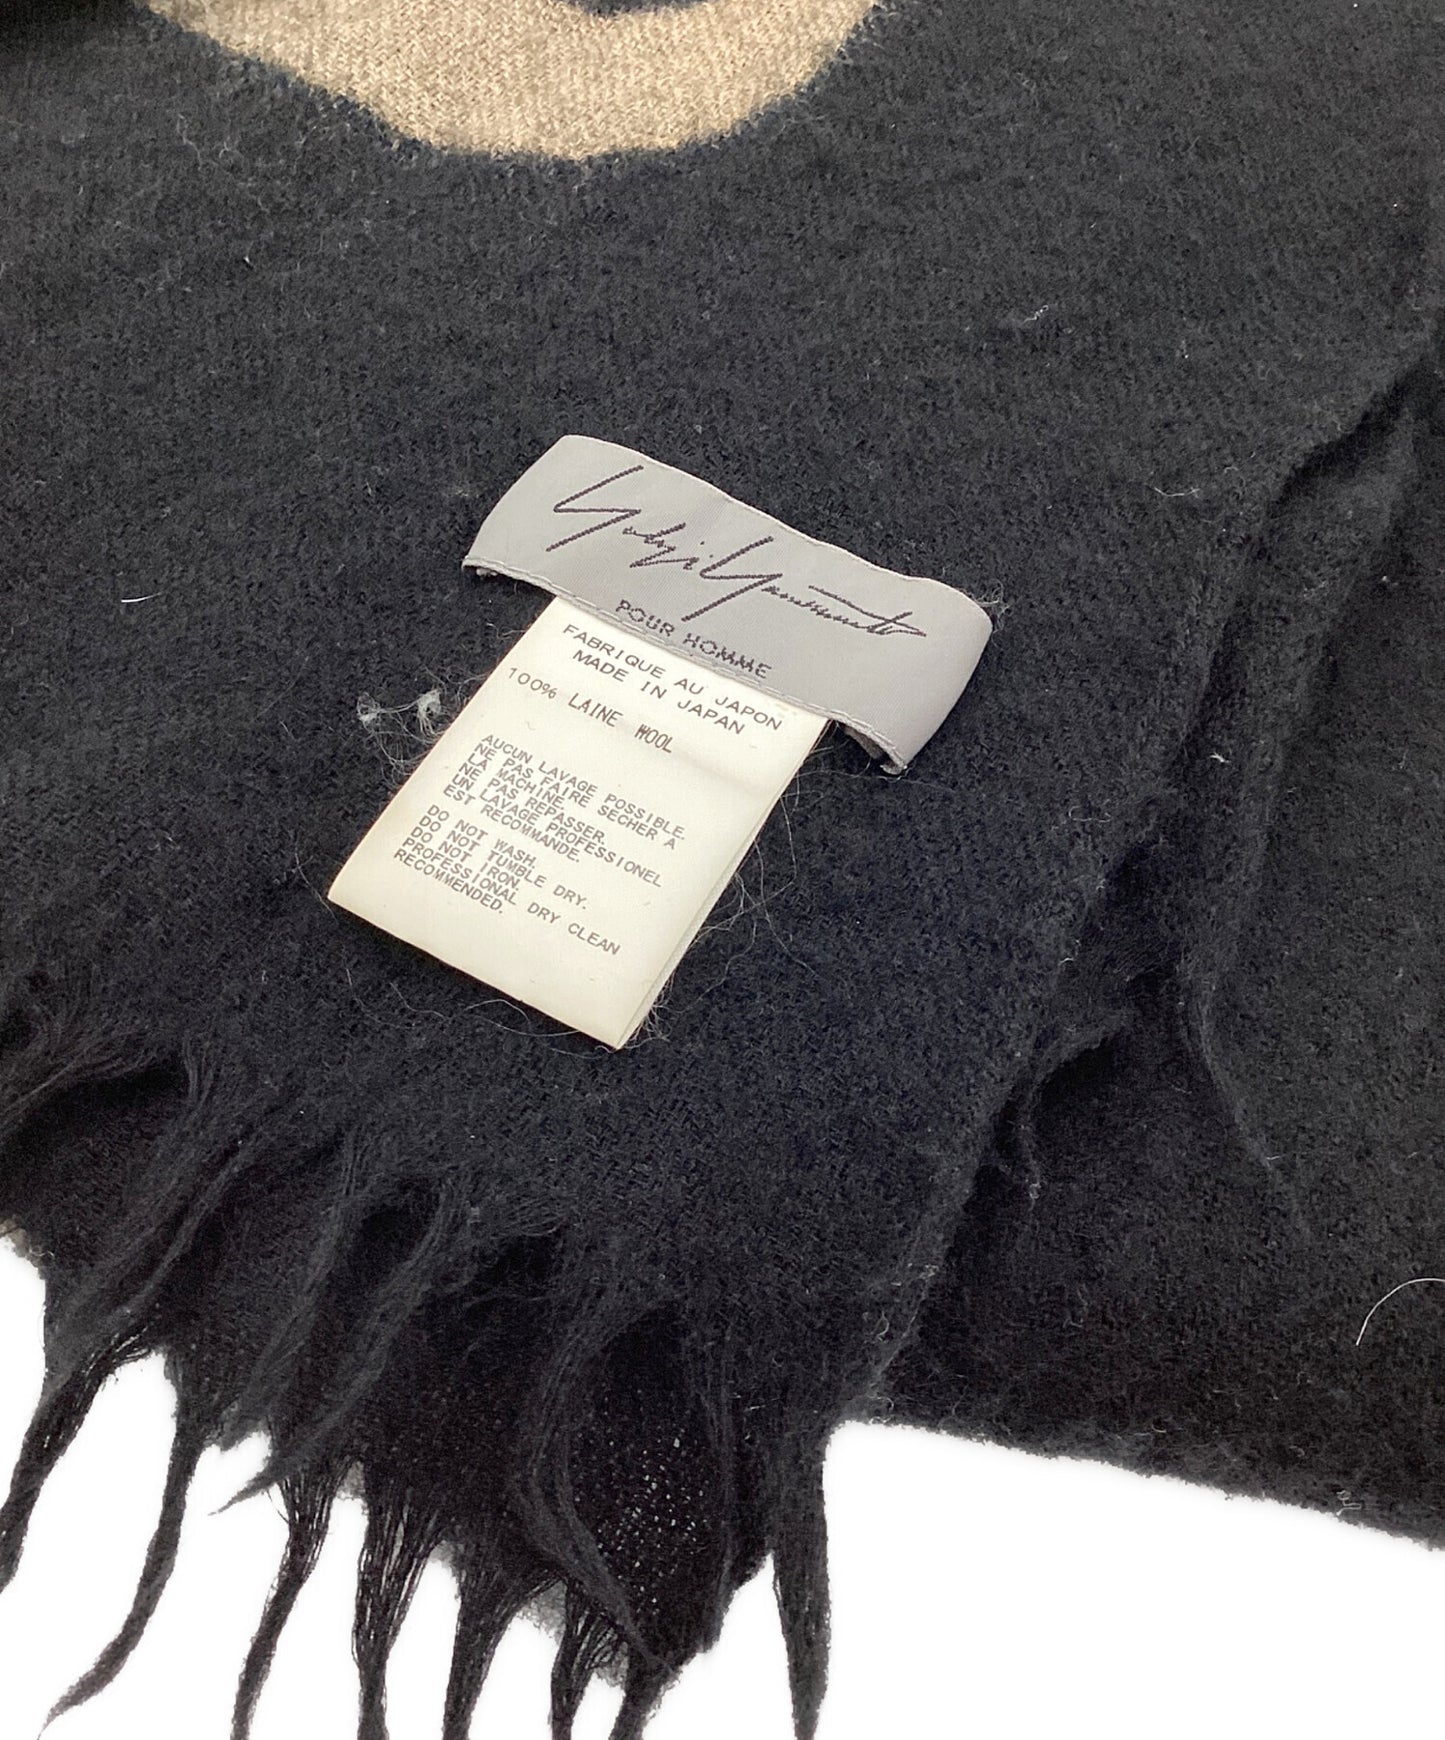 Yohji Yamamoto
POUR HOMME
FABRIQUE AU JAPON
MADE IN JAPAN
100% LAINE WOOL
AUCUN LAVAGE POSSIBLE.
NE PAS FAIRE SECHER A
LA MACHINE.
NE PAS REPASSER.
UN LAVAGE PROFESSIONEL
EST RECOMMANDE.
DO NOT WASH.
DO NOT TUMBLE DRY.
DO NOT IRON.
PROFESSIONAL DRY CLEAN
RECOMMENDED.